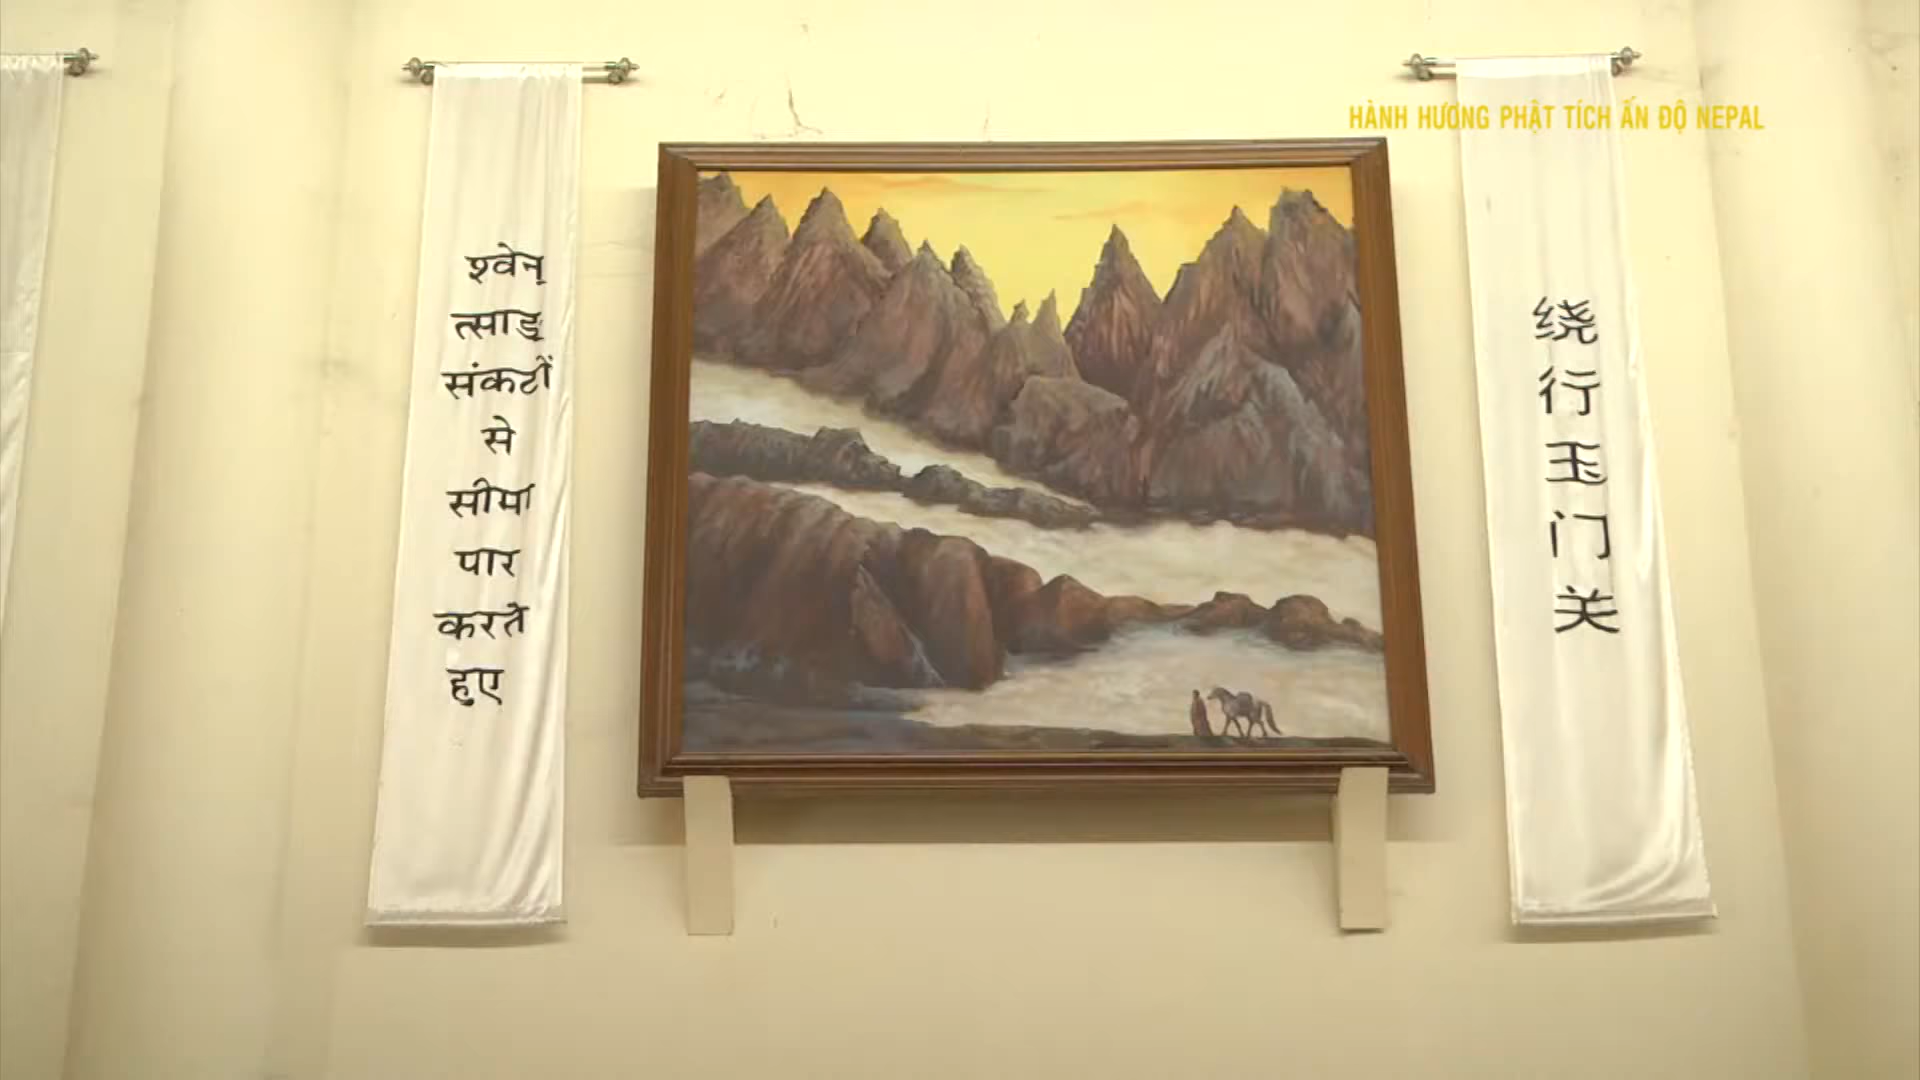 HÀNH HƯƠNG PHẬT TÍCH ẤN ĐỘ NEPAL
श्वेन्
त्साङ्
संकटों
से
सीमा
पार
करते
हुए
绕
行
玉
门
关